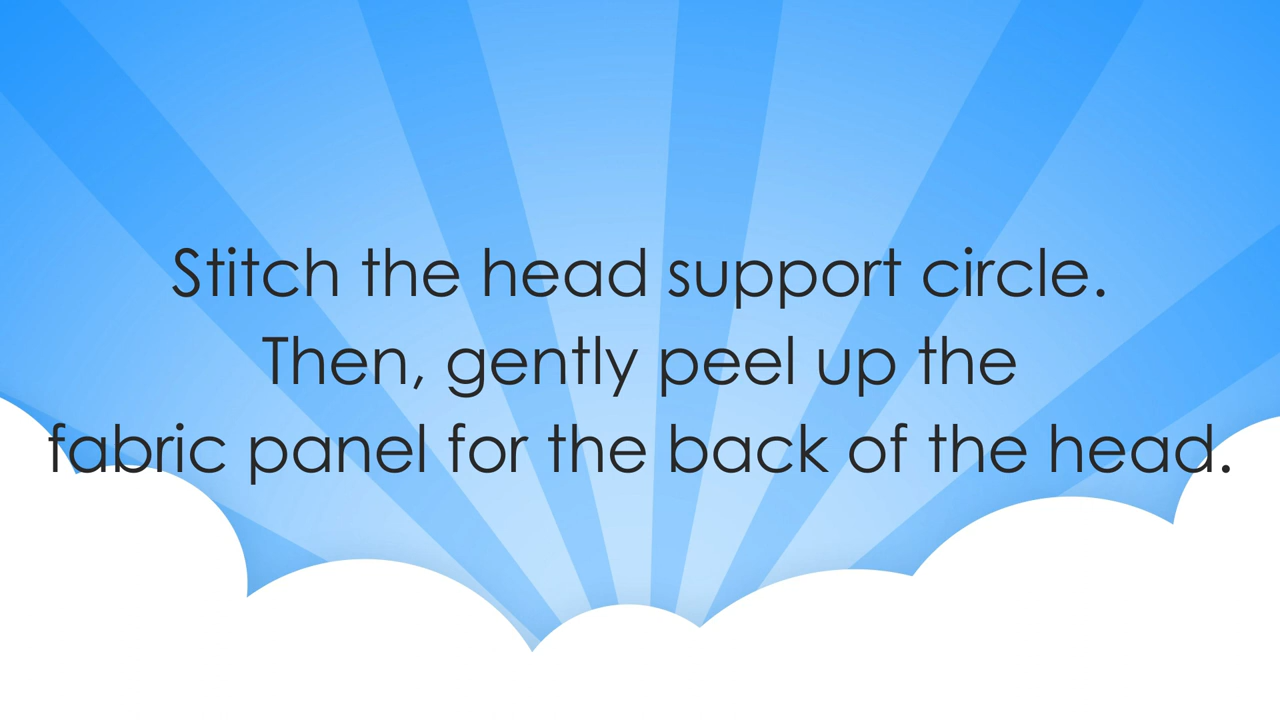 Stitch the head support circle.
Then, gently peel up the
fabric panel for the back of the head.